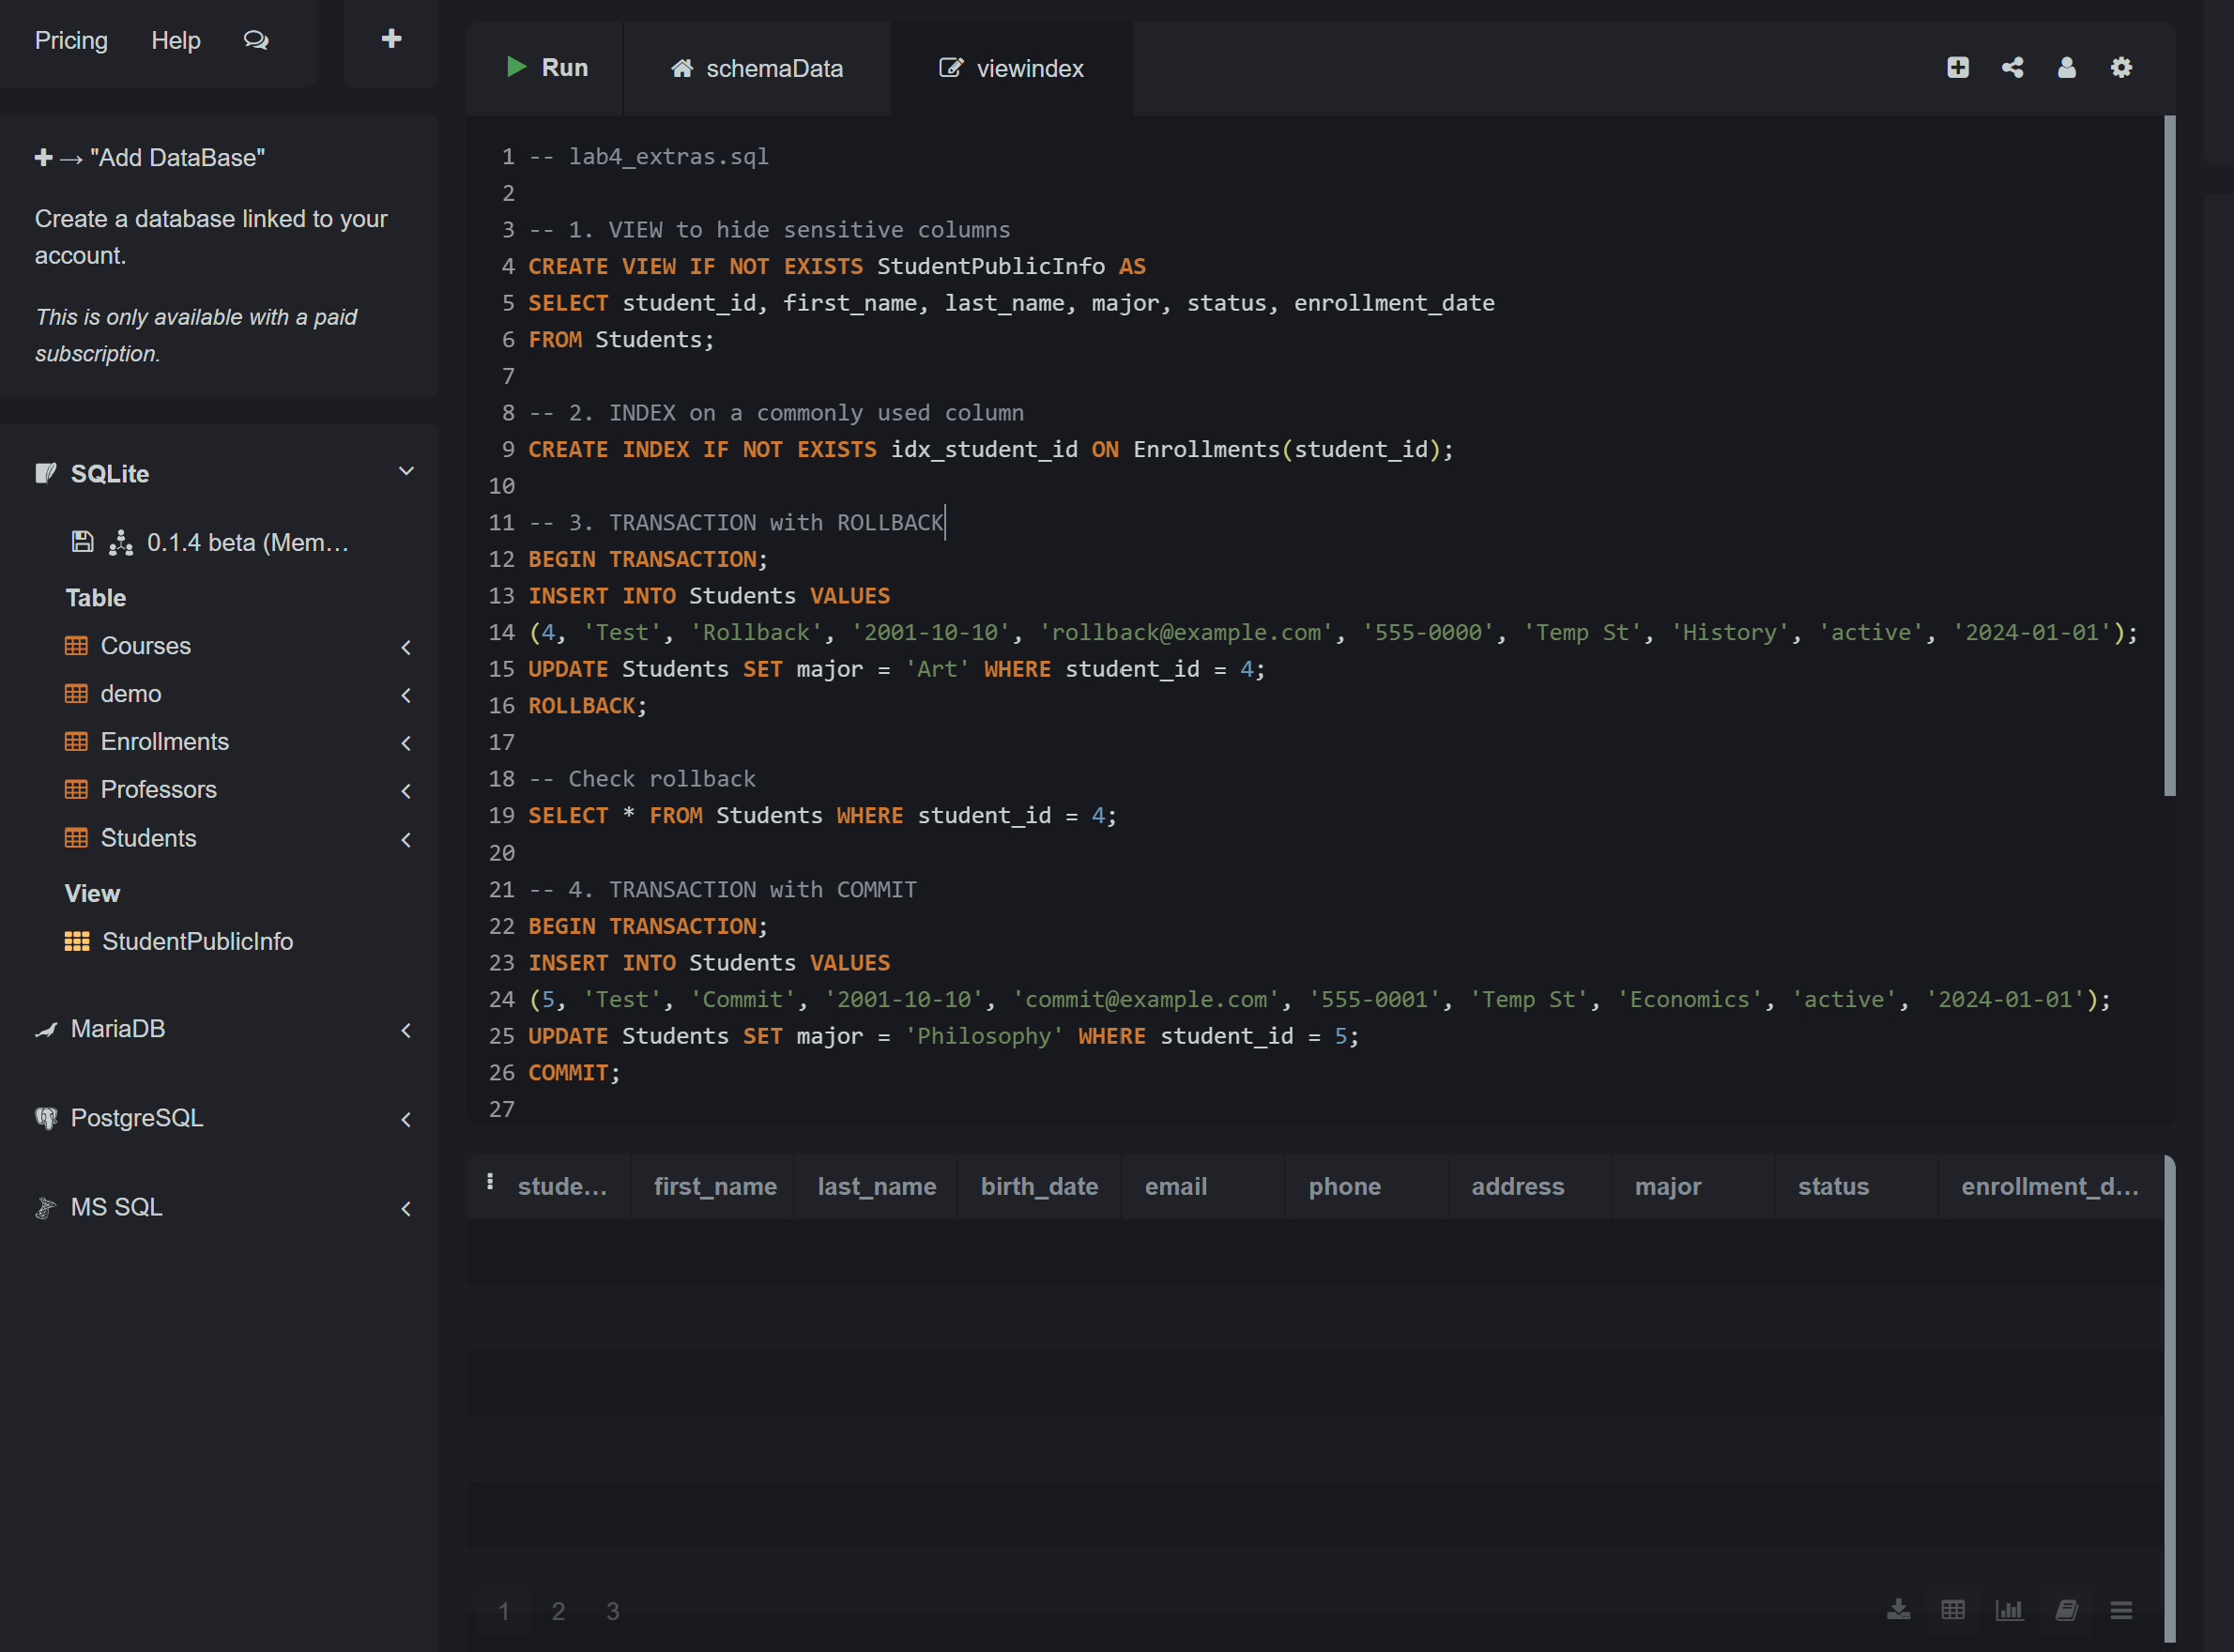 Pricing Help
Run schemaData viewindex
"Add DataBase"
Create a database linked to your
account.
This is only available with a paid
subscription.
SQLite
0.1.4 beta (Mem…
Table
Courses
demo
Enrollments
Professors
Students
View
StudentPublicInfo
MariaDB
PostgreSQL
MS SQL
1 -- lab4_extras.sql
2
3 -- 1. VIEW to hide sensitive columns
4 CREATE VIEW IF NOT EXISTS StudentPublicInfo AS
5 SELECT student_id, first_name, last_name, major, status, enrollment_date
6 FROM Students;
7
8 -- 2. INDEX on a commonly used column
9 CREATE INDEX IF NOT EXISTS idx_student_id ON Enrollments(student_id);
10
11 -- 3. TRANSACTION with ROLLBACK
12 BEGIN TRANSACTION;
13 INSERT INTO Students VALUES
14 (4, 'Test', 'Rollback', '2001-10-10', 'rollback@example.com', '555-0000', 'Temp St', 'History', 'active', '2024-01-01');
15 UPDATE Students SET major = 'Art' WHERE student_id = 4;
16 ROLLBACK;
17
18 -- Check rollback
19 SELECT * FROM Students WHERE student_id = 4;
20
21 -- 4. TRANSACTION with COMMIT
22 BEGIN TRANSACTION;
23 INSERT INTO Students VALUES
24 (5, 'Test', 'Commit', '2001-10-10', 'commit@example.com', '555-0001', 'Temp St', 'Economics', 'active', '2024-01-01');
25 UPDATE Students SET major = 'Philosophy' WHERE student_id = 5;
26 COMMIT;
27
stude… first_name last_name birth_date email phone address major status enrollment_d…
1 2 3